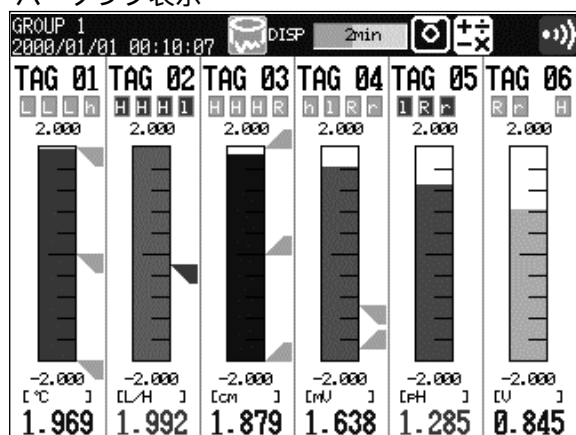 バーグラフ表示
GROUP 1
2000/01/01 00:10:07 DISP 2min
TAG 01 TAG 02 TAG 03 TAG 04 TAG 05 TAG 06
L L L h H H H l H H H R h l R r l R r R r H
2.000 2.000 2.000 2.000 2.000 2.000
-2.000 -2.000 -2.000 -2.000 -2.000 -2.000
[℃ ] [L/H ] [cm ] [mV ] [pH ] [V ]
1.969 1.992 1.879 1.638 1.285 0.845